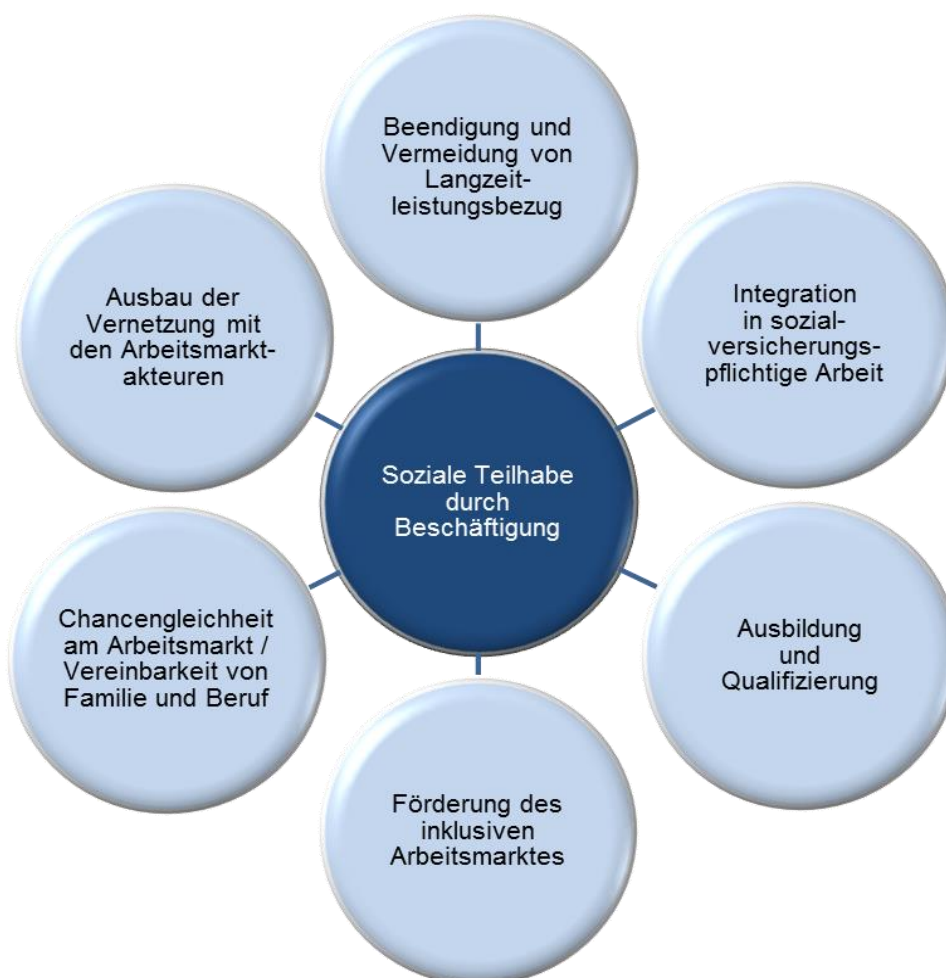 Beendigung und
Vermeidung von
Langzeit-
leistungsbezug
Integration
in sozial-
versicherungs-
pflichtige Arbeit
Ausbildung
und
Qualifizierung
Förderung des
inklusiven
Arbeitsmarktes
Chancengleichheit
am Arbeitsmarkt /
Vereinbarkeit von
Familie und Beruf
Ausbau der
Vernetzung mit
den Arbeitsmarkt-
akteuren
Soziale Teilhabe
durch
Beschäftigung